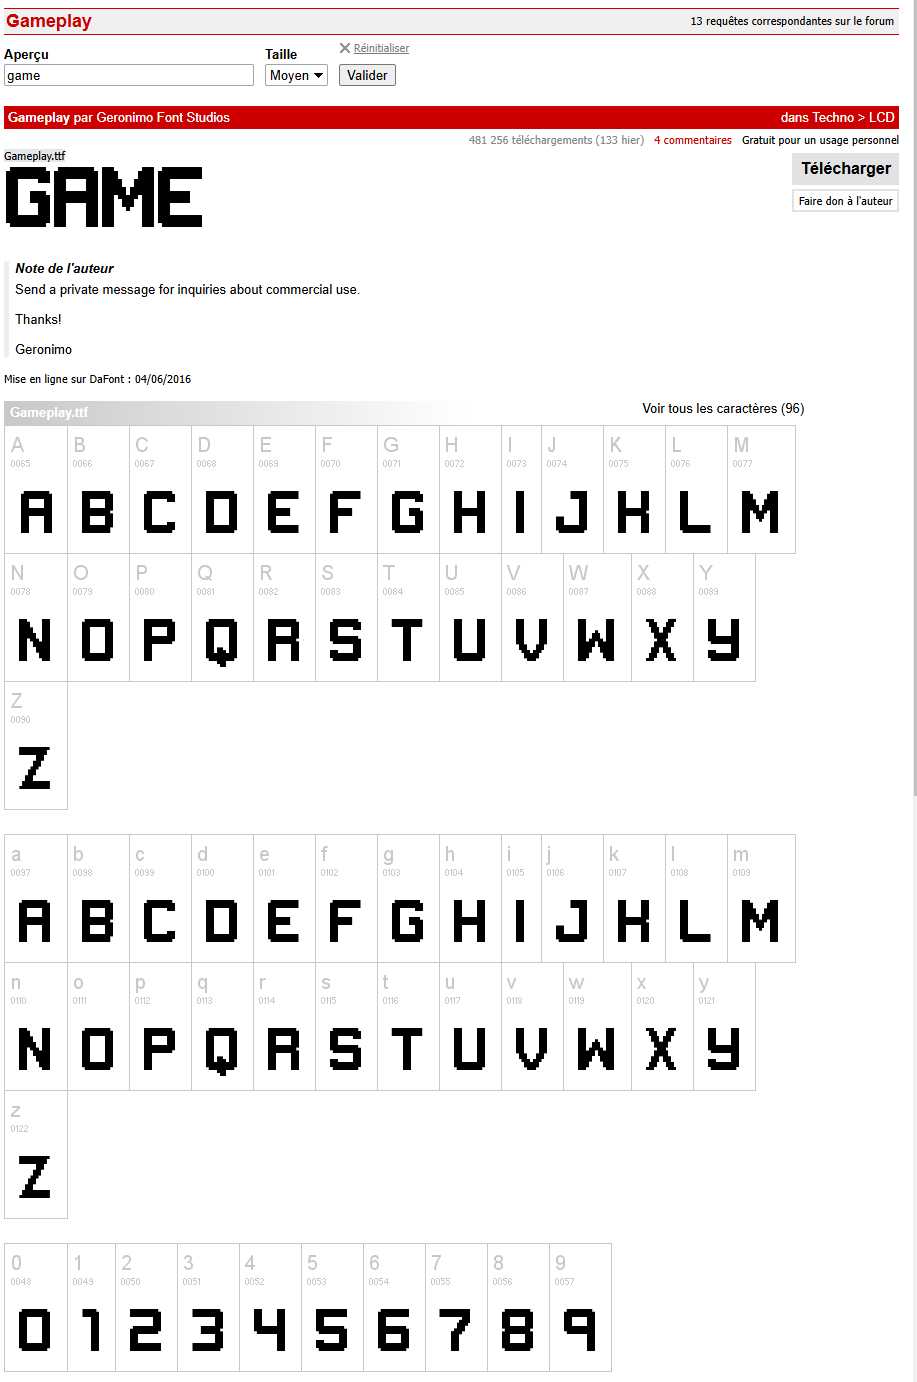 Gameplay 13 requêtes correspondantes sur le forum
Aperçu Taille Réinitialiser
game Moyen Valider
Gameplay par Geronimo Font Studios dans Techno > LCD
481 256 téléchargements (133 hier) 4 commentaires Gratuit pour un usage personnel
Gameplay.ttf Télécharger
GAME Faire don à l'auteur
Note de l'auteur
Send a private message for inquiries about commercial use.
Thanks!
Geronimo
Mise en ligne sur DaFont : 04/06/2016
Gameplay.ttf Voir tous les caractères (96)
A B C D E F G H I J K L M
0065 0066 0067 0068 0069 0070 0071 0072 0073 0074 0075 0076 0077
A B C D E F G H I J K L M
N O P Q R S T U V W X Y
0078 0079 0080 0081 0082 0083 0084 0085 0086 0087 0088 0089
N O P Q R S T U V W X Y
Z
0090
Z
a b c d e f g h i j k l m
0097 0098 0099 0100 0101 0102 0103 0104 0105 0106 0107 0108 0109
A B C D E F G H I J K L M
n o p q r s t u v w x y
0110 0111 0112 0113 0114 0115 0116 0117 0118 0119 0120 0121
N O P Q R S T U V W X Y
z
0122
Z
0 1 2 3 4 5 6 7 8 9
0048 0049 0050 0051 0052 0053 0054 0055 0056 0057
0 1 2 3 4 5 6 7 8 9